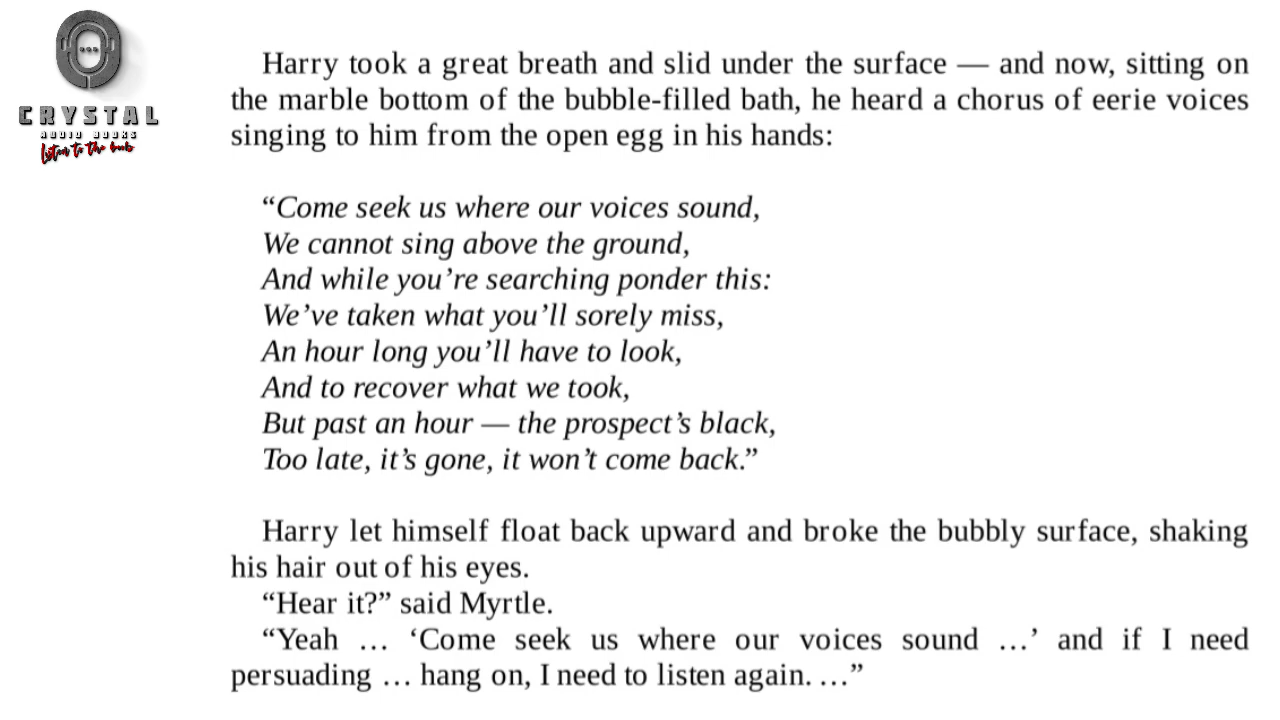 CRYSTAL
AUDIO BOOKS
Listen to the book
Harry took a great breath and slid under the surface — and now, sitting on
the marble bottom of the bubble-filled bath, he heard a chorus of eerie voices
singing to him from the open egg in his hands:
“Come seek us where our voices sound,
We cannot sing above the ground,
And while you’re searching ponder this:
We’ve taken what you’ll sorely miss,
An hour long you’ll have to look,
And to recover what we took,
But past an hour — the prospect’s black,
Too late, it’s gone, it won’t come back.”
Harry let himself float back upward and broke the bubbly surface, shaking
his hair out of his eyes.
“Hear it?” said Myrtle.
“Yeah … ‘Come seek us where our voices sound …’ and if I need
persuading … hang on, I need to listen again. …”